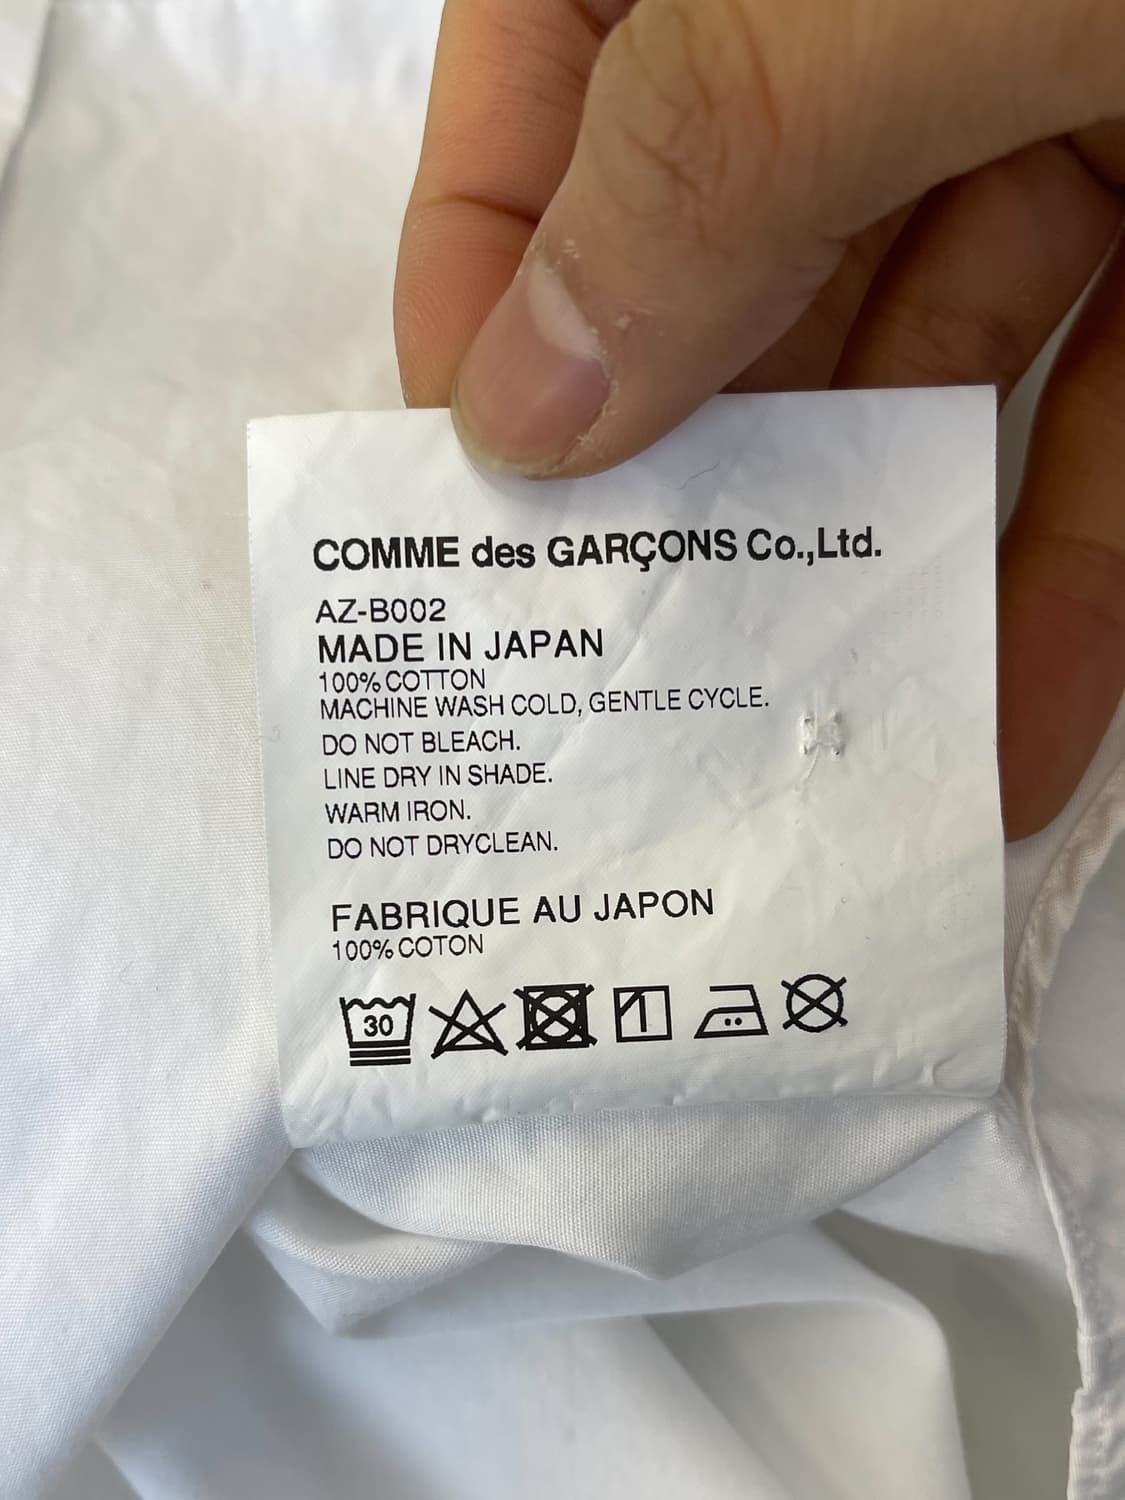 COMME des GARÇONS Co.,Ltd.
AZ-B002
MADE IN JAPAN
100% COTTON
MACHINE WASH COLD, GENTLE CYCLE.
DO NOT BLEACH.
LINE DRY IN SHADE.
WARM IRON.
DO NOT DRYCLEAN.
FABRIQUE AU JAPON
100% COTON
30